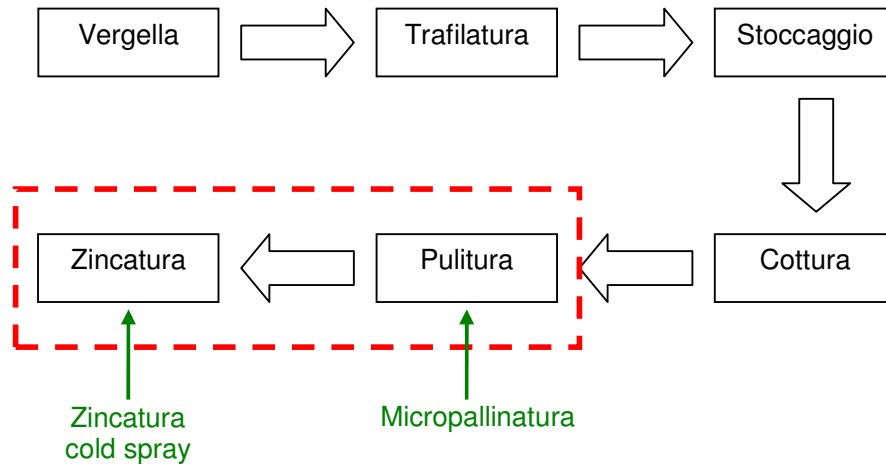 Vergella
Trafilatura
Stoccaggio
Zincatura
Pulitura
Cottura
Zincatura
cold spray
Micropallinatura